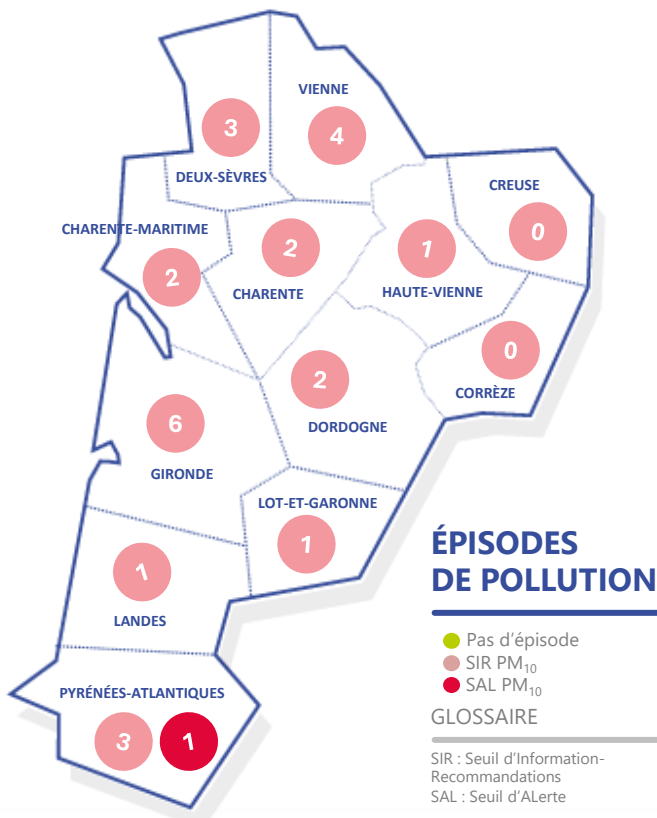 VIENNE
3
4
DEUX-SÈVRES
CREUSE
CHARENTE-MARITIME
0
2
1
2
CHARENTE
HAUTE-VIENNE
0
2
CORRÈZE
DORDOGNE
6
GIRONDE
LOT-ET-GARONNE
1
1
LANDES
PYRÉNÉES-ATLANTIQUES
3
1
ÉPISODES
DE POLLUTION
Pas d'épisode
SIR PM₁₀
SAL PM₁₀
GLOSSAIRE
SIR : Seuil d'Information-
Recommandations
SAL : Seuil d'ALerte